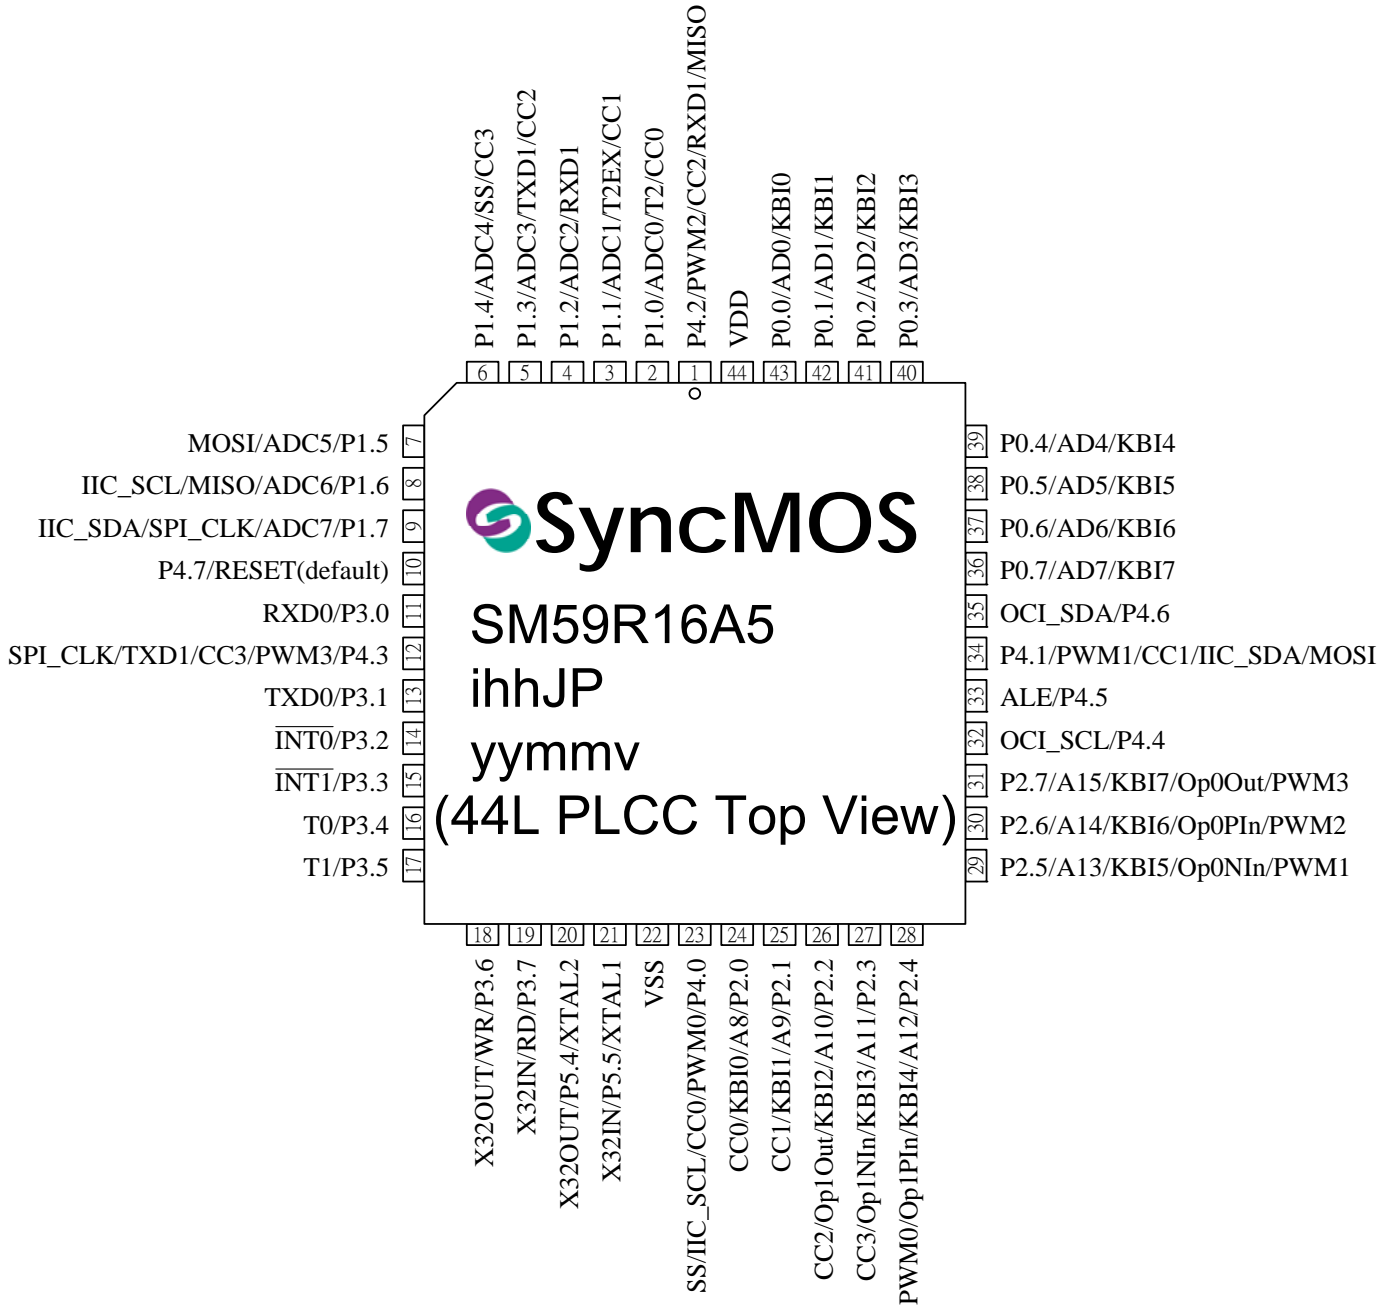 P1.4/ADC4/SS/CC3
P1.3/ADC3/TXD1/CC2
P1.2/ADC2/RXD1
P1.1/ADC1/T2EX/CC1
P1.0/ADC0/T2/CC0
P4.2/PWM2/CC2/RXD1/MISO
VDD
P0.0/AD0/KBI0
P0.1/AD1/KBI1
P0.2/AD2/KBI2
P0.3/AD3/KBI3
6 5 4 3 2 1 44 43 42 41 40
MOSI/ADC5/P1.5 7
IIC_SCL/MISO/ADC6/P1.6 8
IIC_SDA/SPI_CLK/ADC7/P1.7 9
P4.7/RESET(default) 10
RXD0/P3.0 11
SPI_CLK/TXD1/CC3/PWM3/P4.3 12
TXD0/P3.1 13
INT0/P3.2 14
INT1/P3.3 15
T0/P3.4 16
T1/P3.5 17
SyncMOS
SM59R16A5
ihhJP
yymmv
(44L PLCC Top View)
39 P0.4/AD4/KBI4
38 P0.5/AD5/KBI5
37 P0.6/AD6/KBI6
36 P0.7/AD7/KBI7
35 OCI_SDA/P4.6
34 P4.1/PWM1/CC1/IIC_SDA/MOSI
33 ALE/P4.5
32 OCI_SCL/P4.4
31 P2.7/A15/KBI7/Op0Out/PWM3
30 P2.6/A14/KBI6/Op0PIn/PWM2
29 P2.5/A13/KBI5/Op0NIn/PWM1
18 19 20 21 22 23 24 25 26 27 28
X32OUT/WR/P3.6
X32IN/RD/P3.7
X32OUT/P5.4/XTAL2
X32IN/P5.5/XTAL1
VSS
SS/IIC_SCL/CC0/PWM0/P4.0
CC0/KBI0/A8/P2.0
CC1/KBI1/A9/P2.1
CC2/Op1Out/KBI2/A10/P2.2
CC3/Op1NIn/KBI3/A11/P2.3
PWM0/Op1PIn/KBI4/A12/P2.4